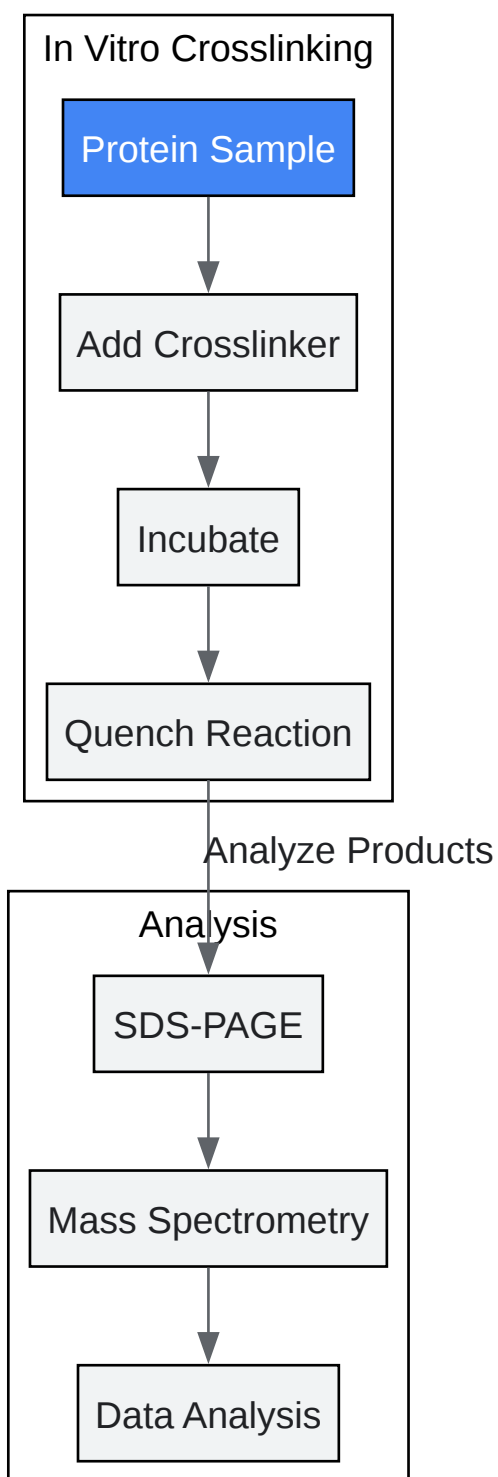 In Vitro Crosslinking
Protein Sample
Add Crosslinker
Incubate
Quench Reaction
Analyze Products
Analysis
SDS-PAGE
Mass Spectrometry
Data Analysis